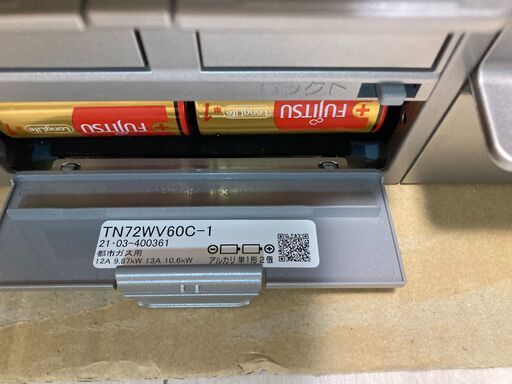 ロック⊢
FUJITSU
LongLife
FUJITSU
LongLife
TN72WV60C-1
21・03-400361
都市ガス用
12A 9.87kW 13A 10.6kW
アルカリ 単1形 2個